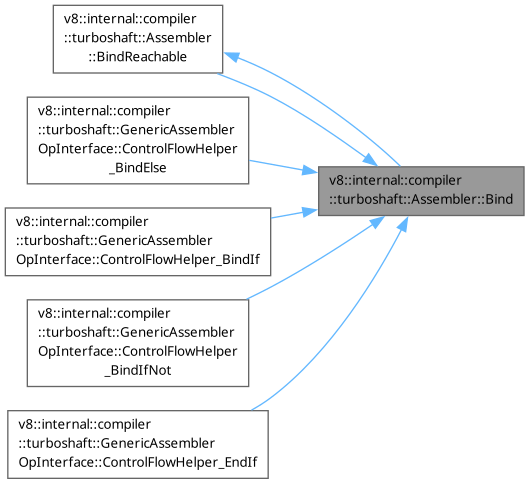 v8::internal::compiler
::turboshaft::Assembler
::BindReachable
v8::internal::compiler
::turboshaft::GenericAssembler
OpInterface::ControlFlowHelper
_BindElse
v8::internal::compiler
::turboshaft::Assembler::Bind
v8::internal::compiler
::turboshaft::GenericAssembler
OpInterface::ControlFlowHelper_BindIf
v8::internal::compiler
::turboshaft::GenericAssembler
OpInterface::ControlFlowHelper
_BindIfNot
v8::internal::compiler
::turboshaft::GenericAssembler
OpInterface::ControlFlowHelper_EndIf